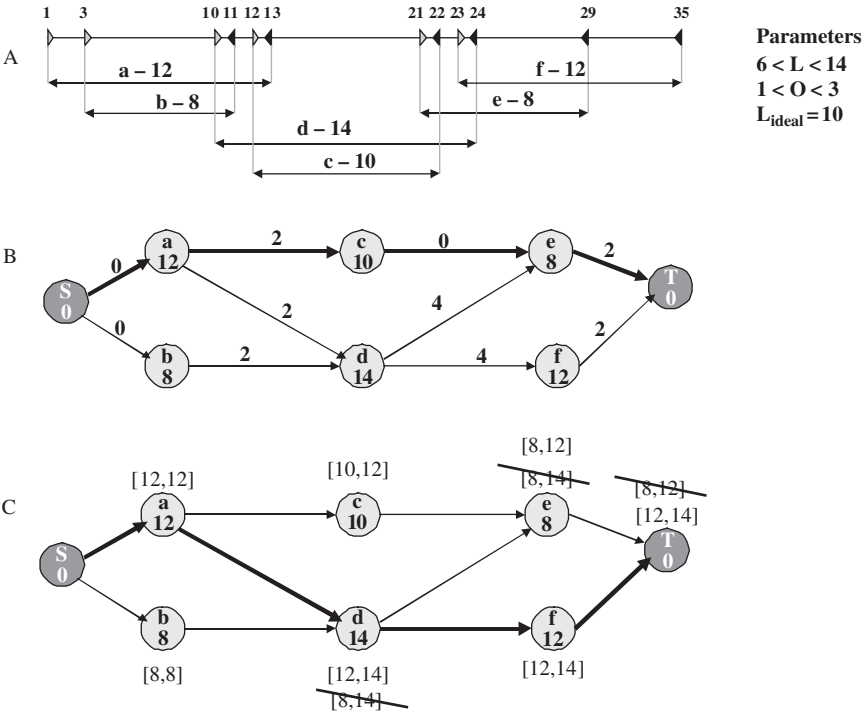 1 3 10 11 12 13 21 22 23 24 29 35
Parameters
6 < L < 14
1 < O < 3
L_ideal = 10
A
a – 12
f – 12
b – 8
e – 8
d – 14
c – 10
B
S
0
a
12
c
10
e
8
T
0
b
8
d
14
f
12
0
2
0
2
0
2
2
4
4
2
C
[12,12]
[10,12]
[8,12]
[8,14]
[8,12]
[12,14]
S
0
a
12
c
10
e
8
T
0
b
8
d
14
f
12
[8,8]
[12,14]
[8,14]
[12,14]